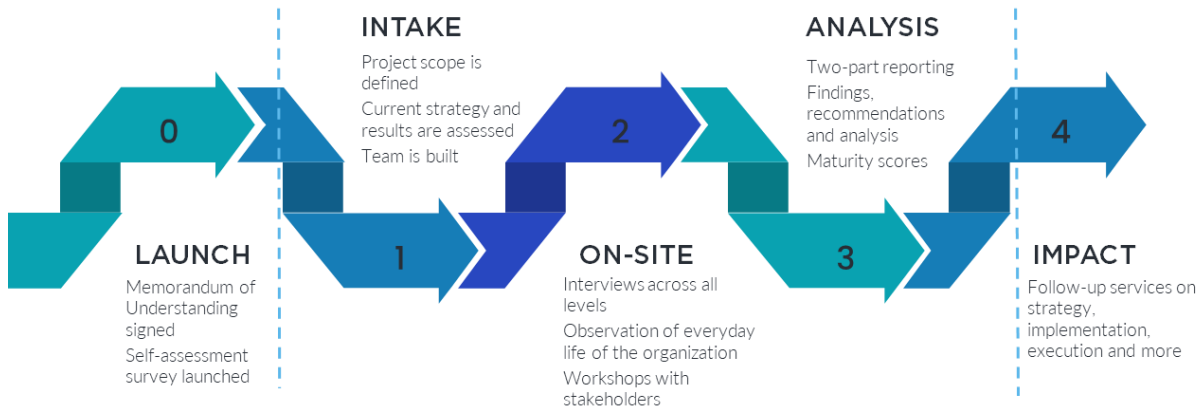 0
LAUNCH
Memorandum of
Understanding
signed
Self-assessment
survey launched
INTAKE
Project scope is
defined
Current strategy and
results are assessed
Team is built
1
2
ON-SITE
Interviews across all
levels
Observation of everyday
life of the organization
Workshops with
stakeholders
ANALYSIS
Two-part reporting
Findings,
recommendations
and analysis
Maturity scores
3
4
IMPACT
Follow-up services on
strategy,
implementation,
execution and more